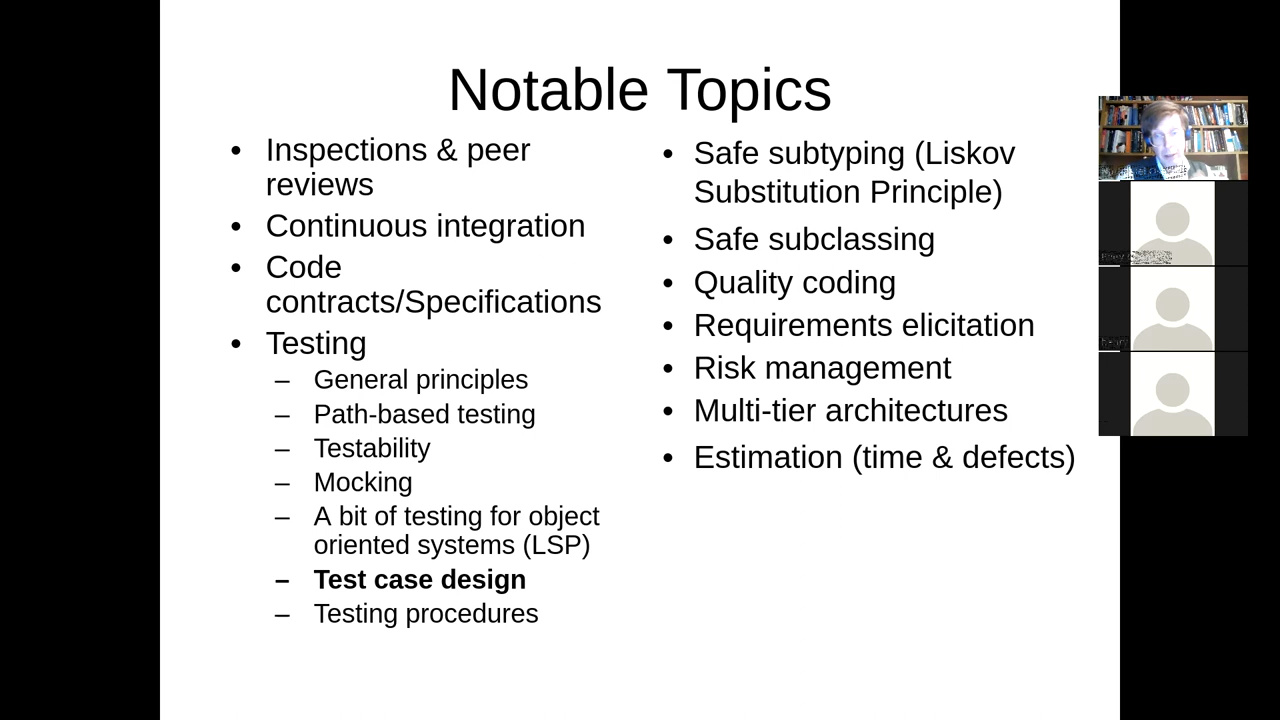 Notable Topics
• Inspections & peer
reviews
• Continuous integration
• Code
contracts/Specifications
• Testing
– General principles
– Path-based testing
– Testability
– Mocking
– A bit of testing for object
oriented systems (LSP)
– Test case design
– Testing procedures
• Safe subtyping (Liskov
Substitution Principle)
• Safe subclassing
• Quality coding
• Requirements elicitation
• Risk management
• Multi-tier architectures
• Estimation (time & defects)